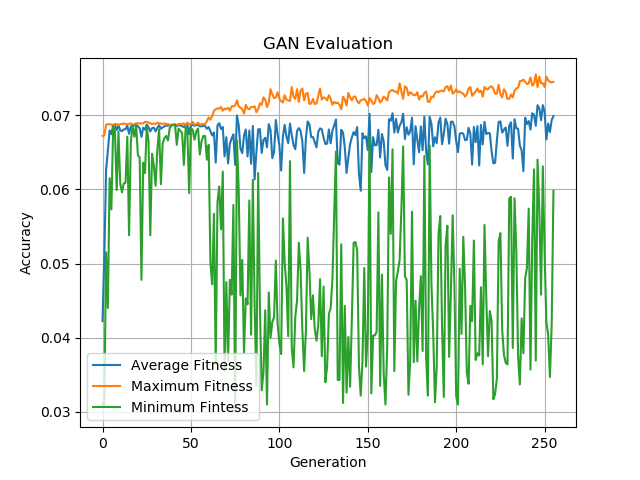 GAN Evaluation
Accuracy
0.07
0.06
0.05
0.04
0.03
Average Fitness
Maximum Fitness
Minimum Fintess
0 50 100 150 200 250
Generation